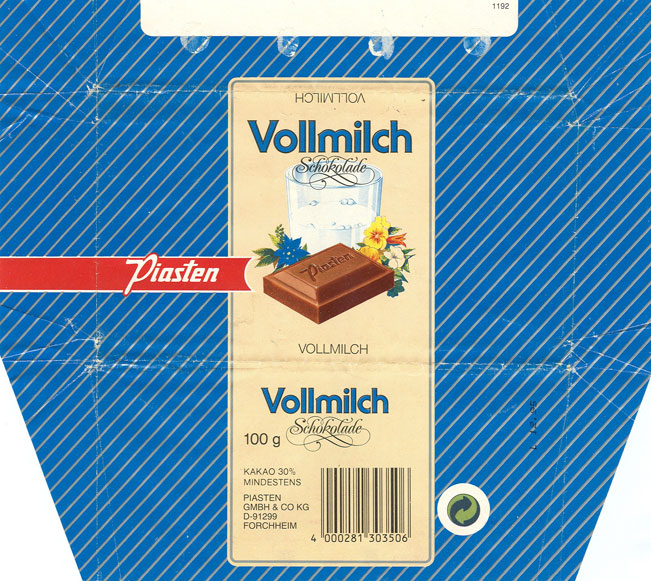 1192
VOLLMILCH
Vollmilch
Schokolade
Piasten
Piasten
VOLLMILCH
Vollmilch
Schokolade
100 g
KAKAO 30%
MINDESTENS
PIASTEN
GMBH & CO KG
D-91299
FORCHHEIM
4 000281 303506